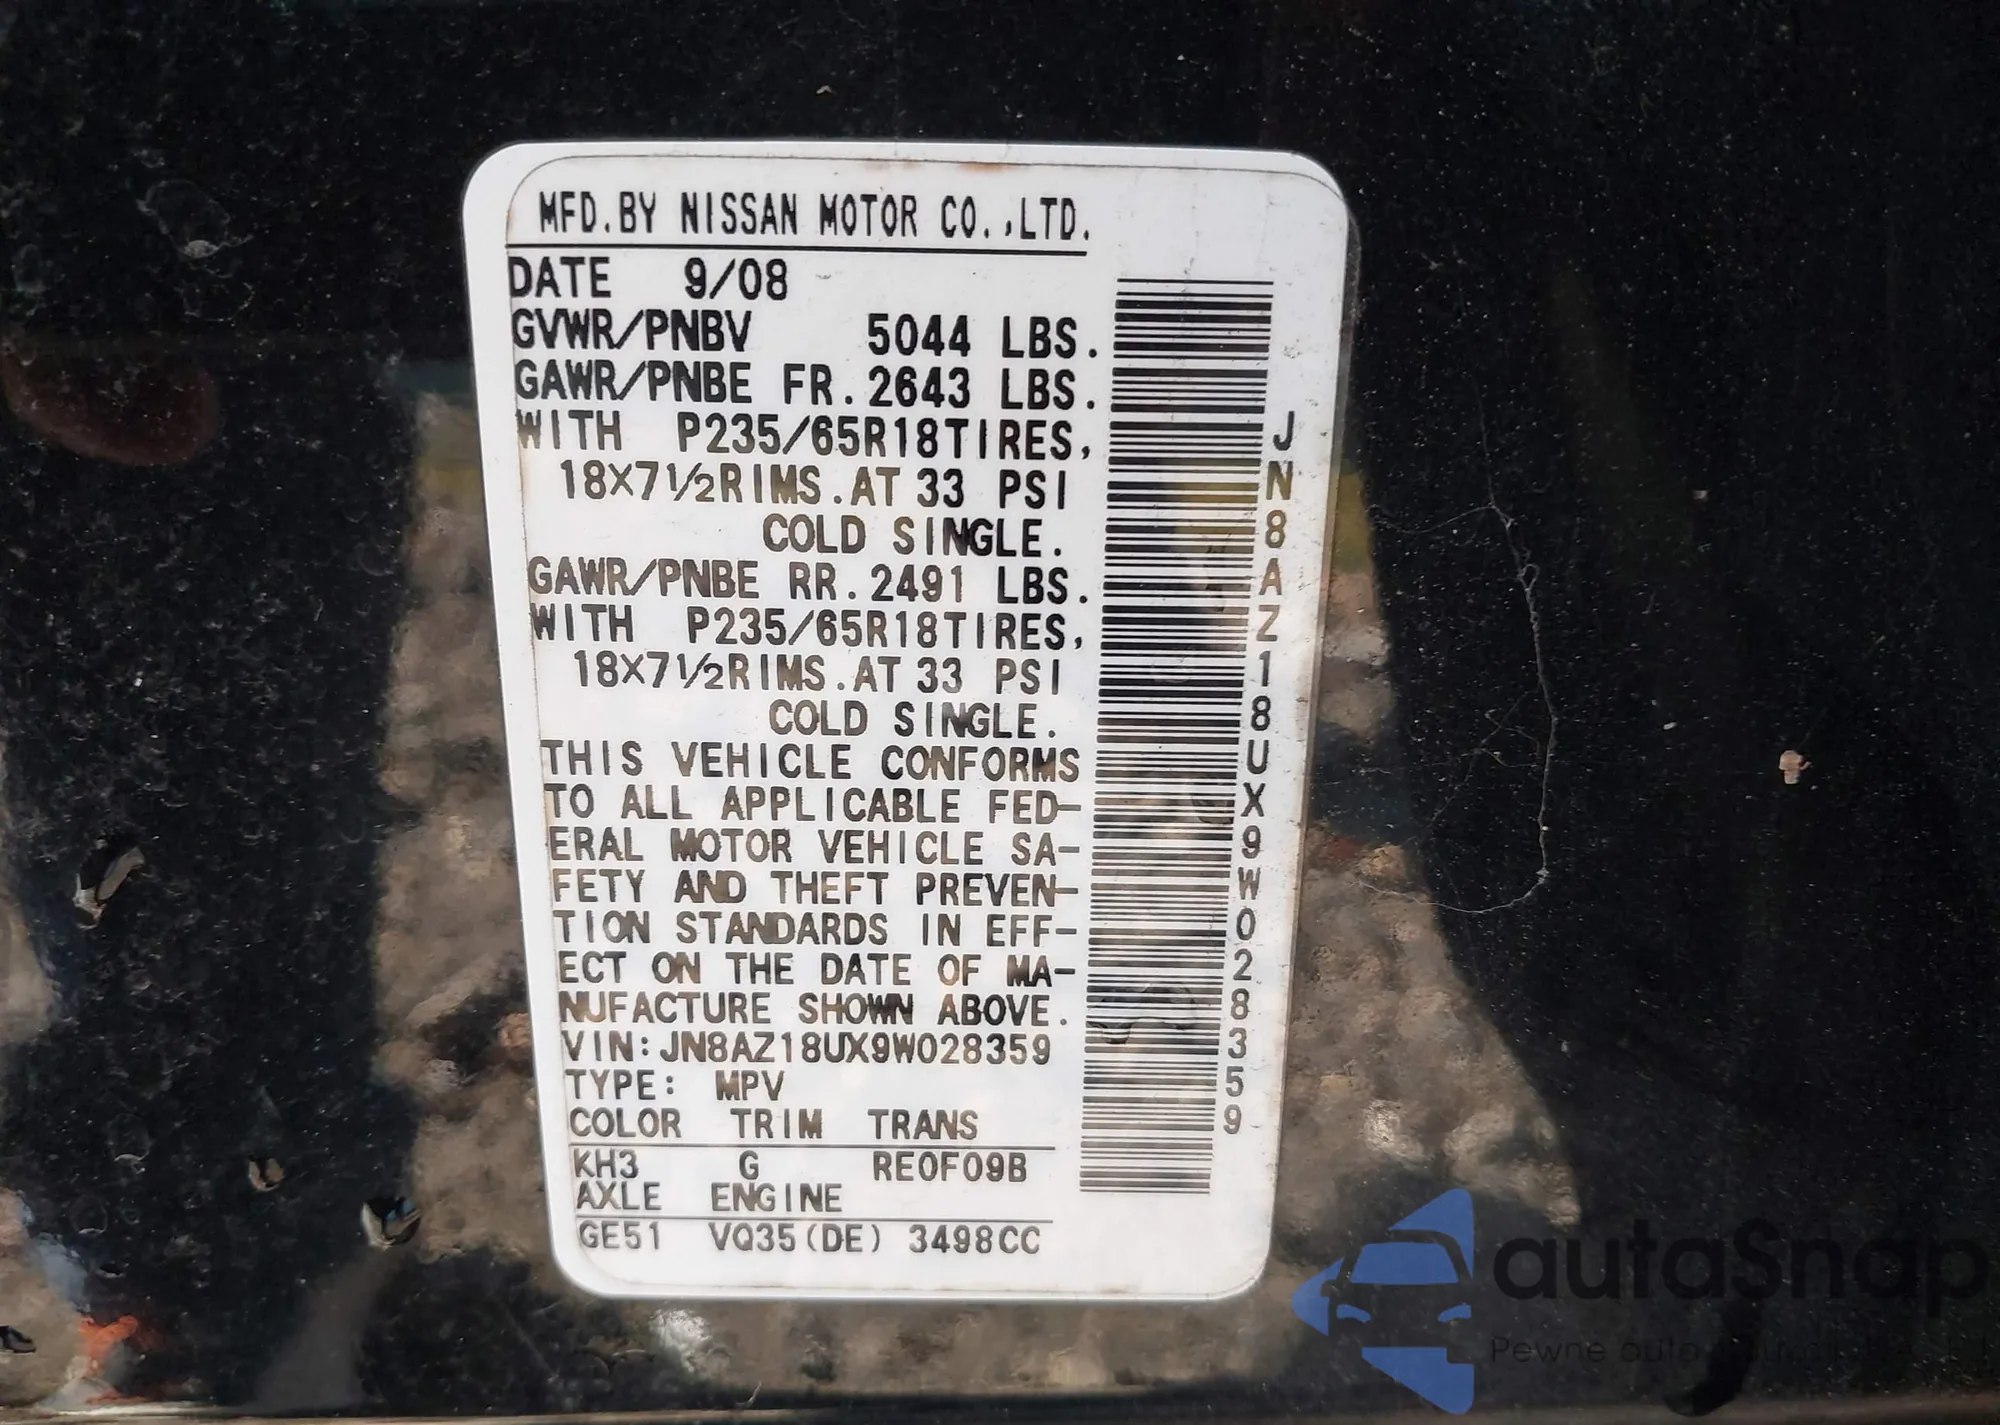 MFD.BY NISSAN MOTOR CO.,LTD.
DATE 9/08
GVWR/PNBV 5044 LBS.
GAWR/PNBE FR.2643 LBS.
WITH P235/65R18TIRES,
18X7½RIMS.AT 33 PSI
COLD SINGLE.
GAWR/PNBE RR.2491 LBS.
WITH P235/65R18TIRES,
18X7½RIMS.AT 33 PSI
COLD SINGLE.
THIS VEHICLE CONFORMS
TO ALL APPLICABLE FED-
ERAL MOTOR VEHICLE SA-
FETY AND THEFT PREVEN-
TION STANDARDS IN EFF-
ECT ON THE DATE OF MA-
NUFACTURE SHOWN ABOVE.
VIN:JN8AZ18UX9W028359
TYPE: MPV
COLOR TRIM TRANS
KH3 G RE0F09B
AXLE ENGINE
GE51 VQ35(DE) 3498CC
JN8AZ18UX9W028359
autaSnap
Pewne auto